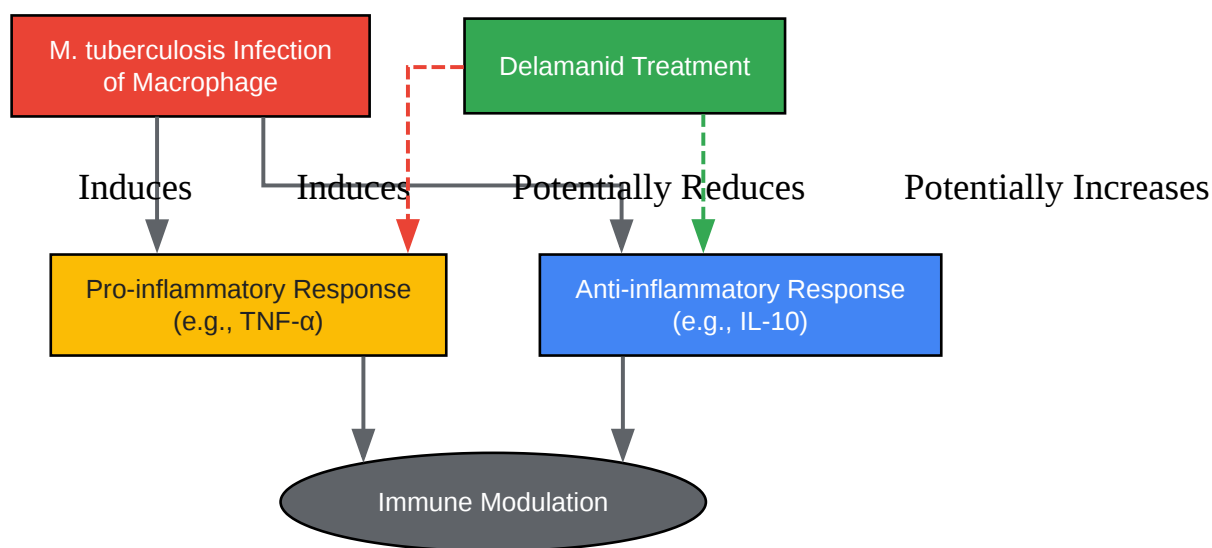 M. tuberculosis Infection
of Macrophage
Delamanid Treatment
Induces
Induces
Potentially Reduces
Potentially Increases
Pro-inflammatory Response
(e.g., TNF-α)
Anti-inflammatory Response
(e.g., IL-10)
Immune Modulation